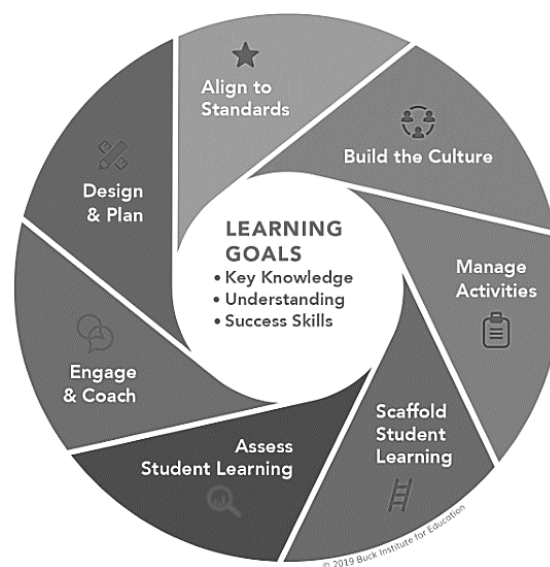 Align to
Standards
Build the Culture
Design
& Plan
LEARNING
GOALS
• Key Knowledge
• Understanding
• Success Skills
Manage
Activities
Engage
& Coach
Scaffold
Student
Learning
Assess
Student Learning
© 2019 Buck Institute for Education